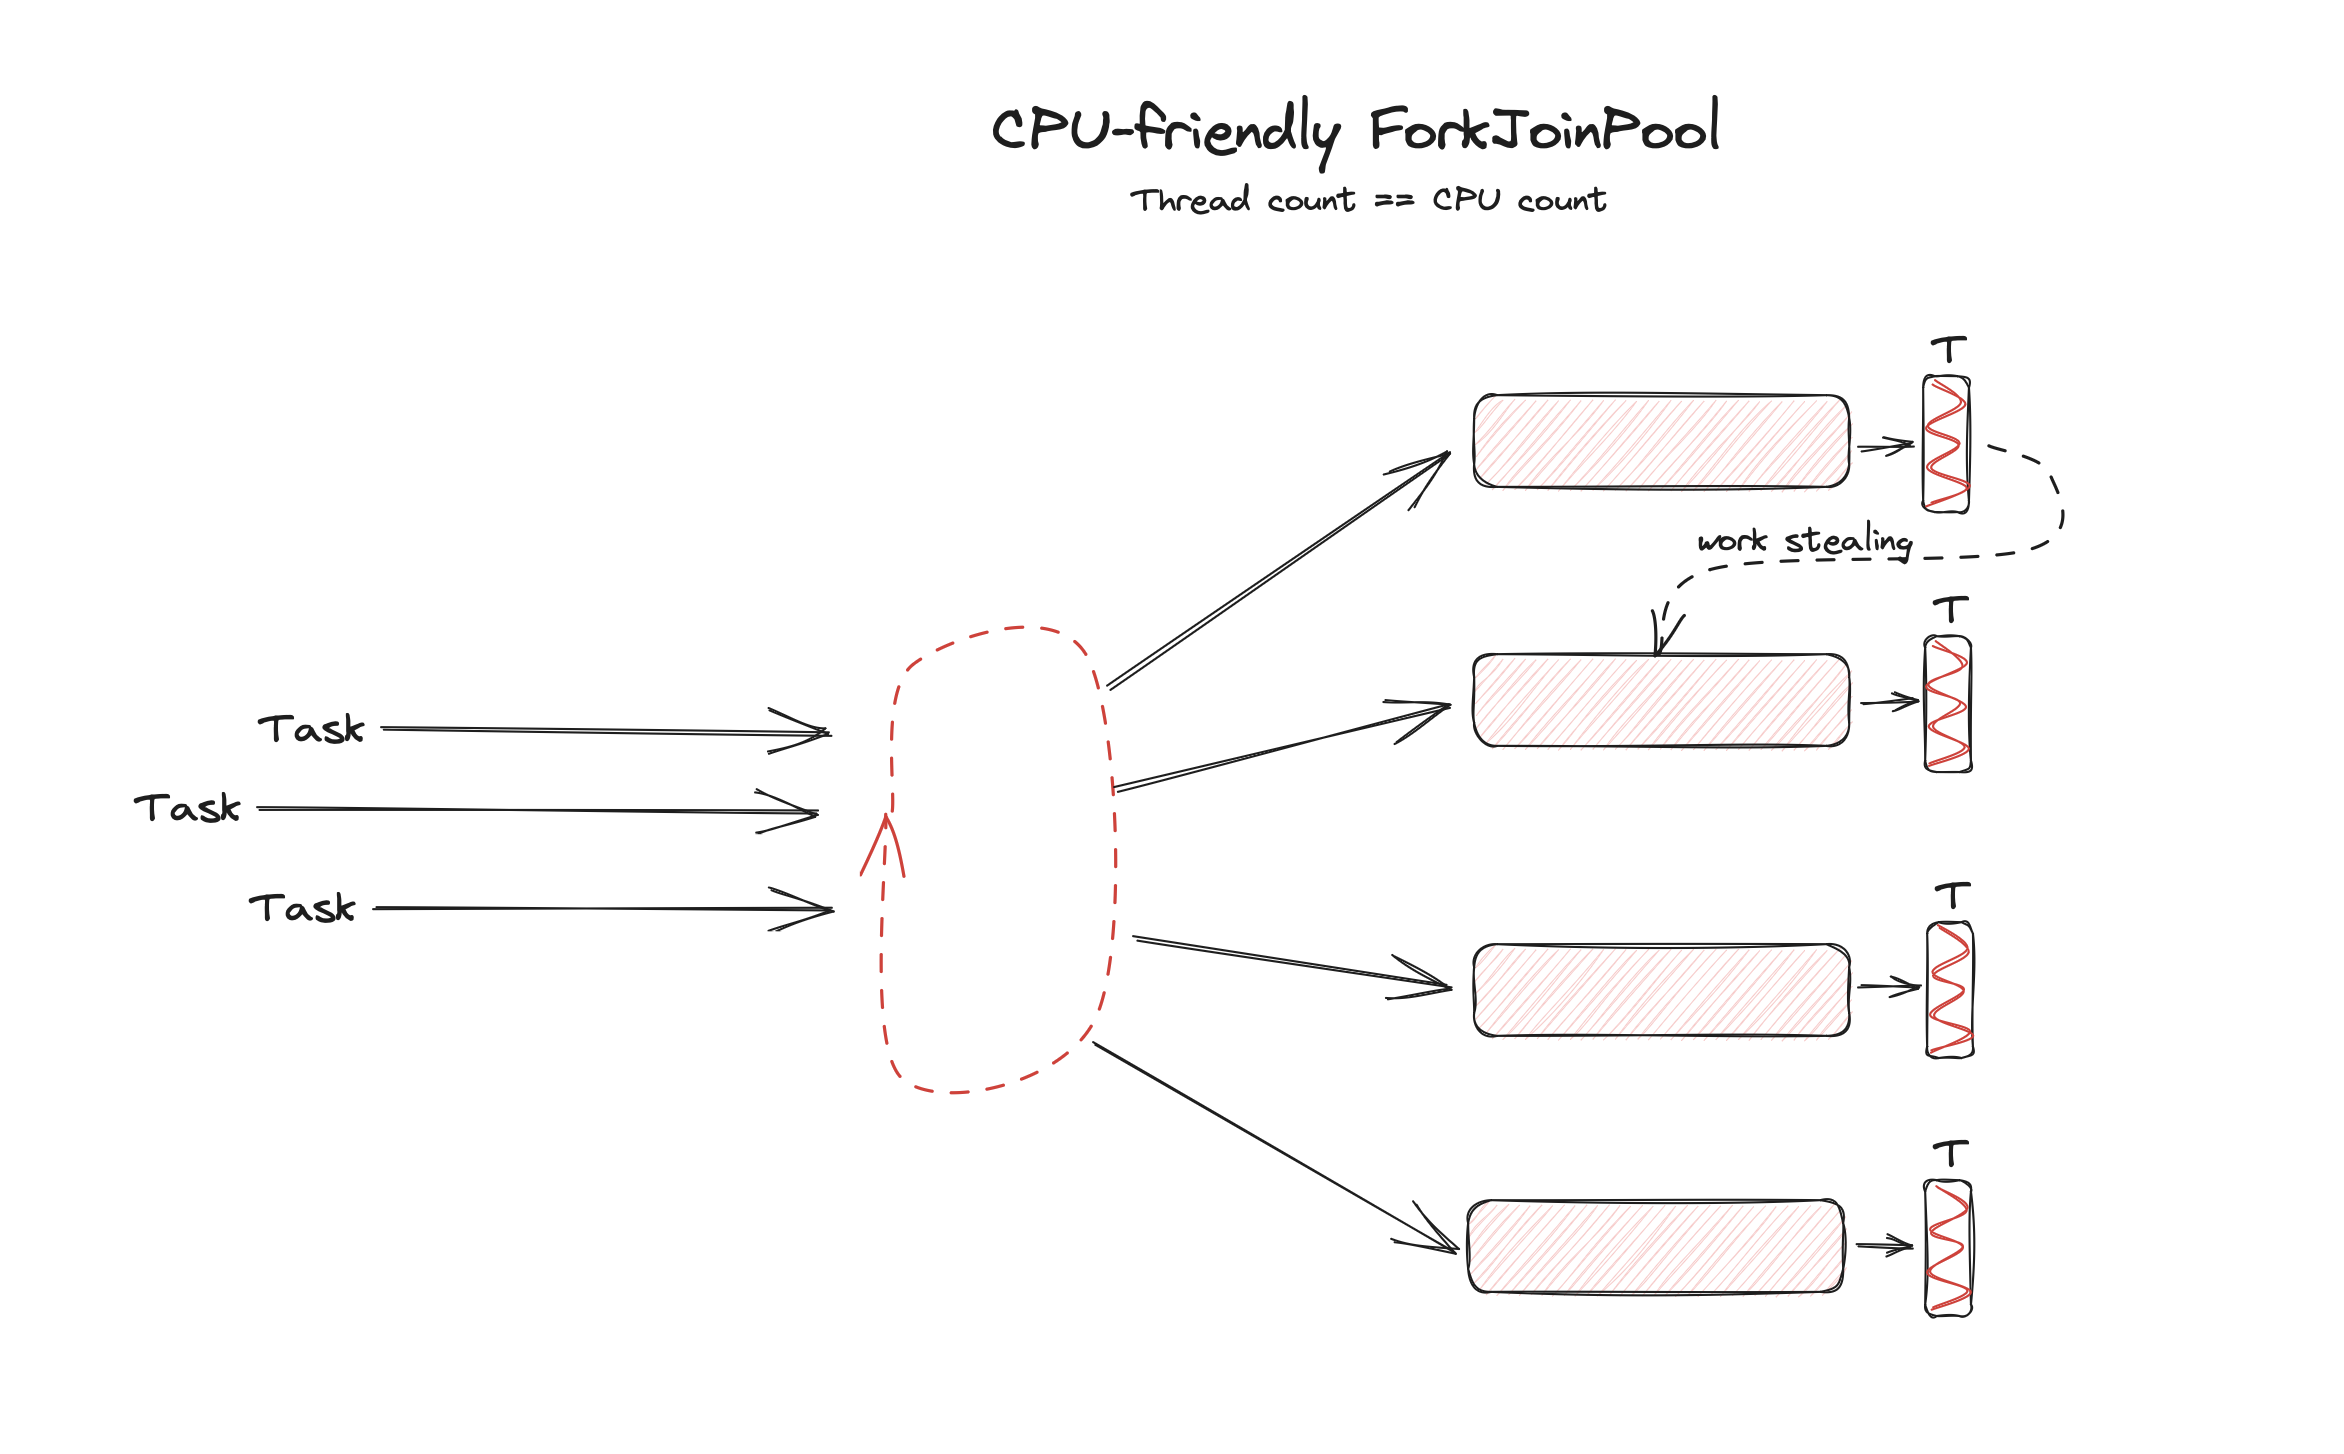 CPU-friendly ForkJoinPool
Thread count == CPU count
T
work stealing
T
Task
Task
Task
T
T